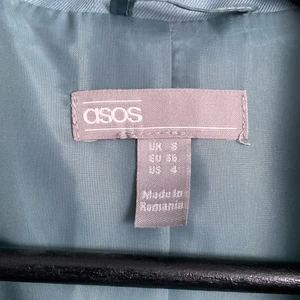 asos
UK 8
EU 36
US 4
Made in
Romania